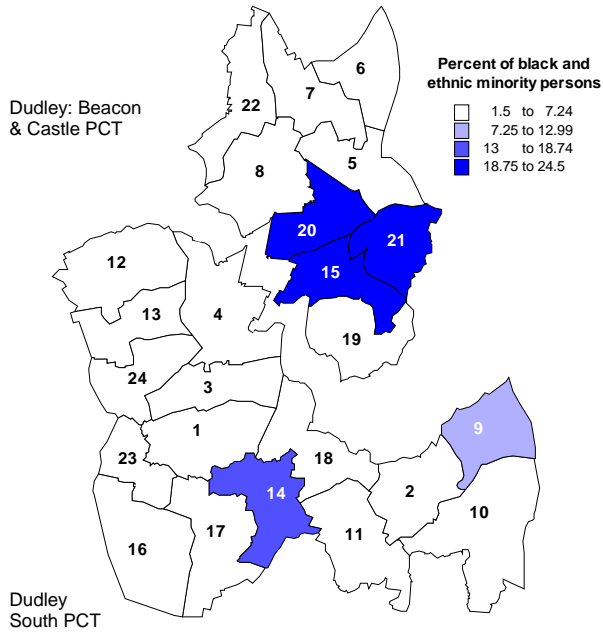 Percent of black and
ethnic minority persons
1.5 to 7.24
7.25 to 12.99
13 to 18.74
18.75 to 24.5
Dudley: Beacon
& Castle PCT
6
7
22
5
8
20
21
15
12
13
4
19
24
3
1
9
23
18
14
2
10
17
11
16
Dudley
South PCT